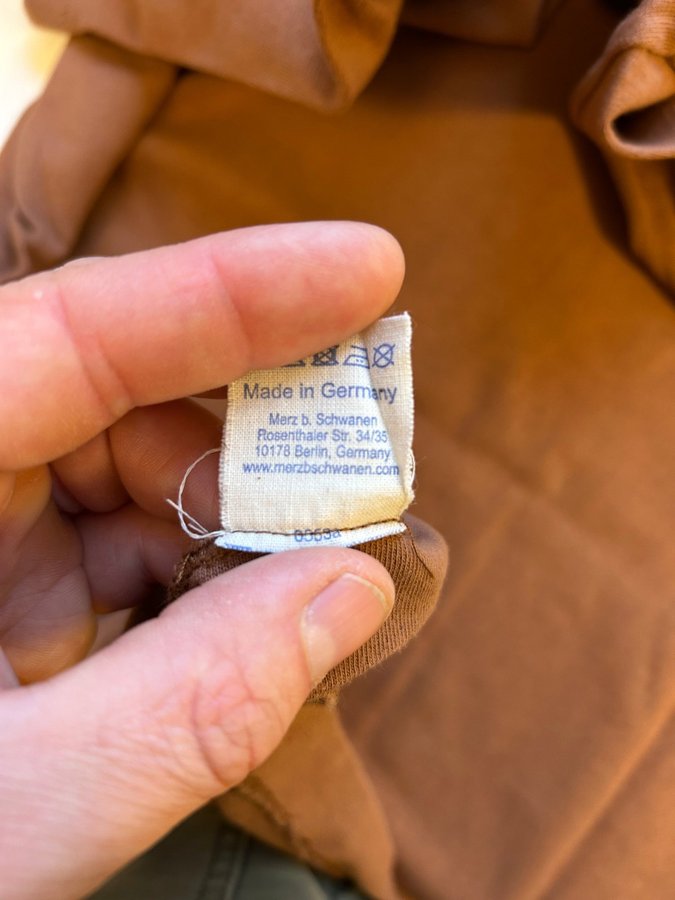 Made in Germany
Merz b. Schwanen
Rosenthaler Str. 34/35
10178 Berlin, Germany
www.merzbschwanen.com